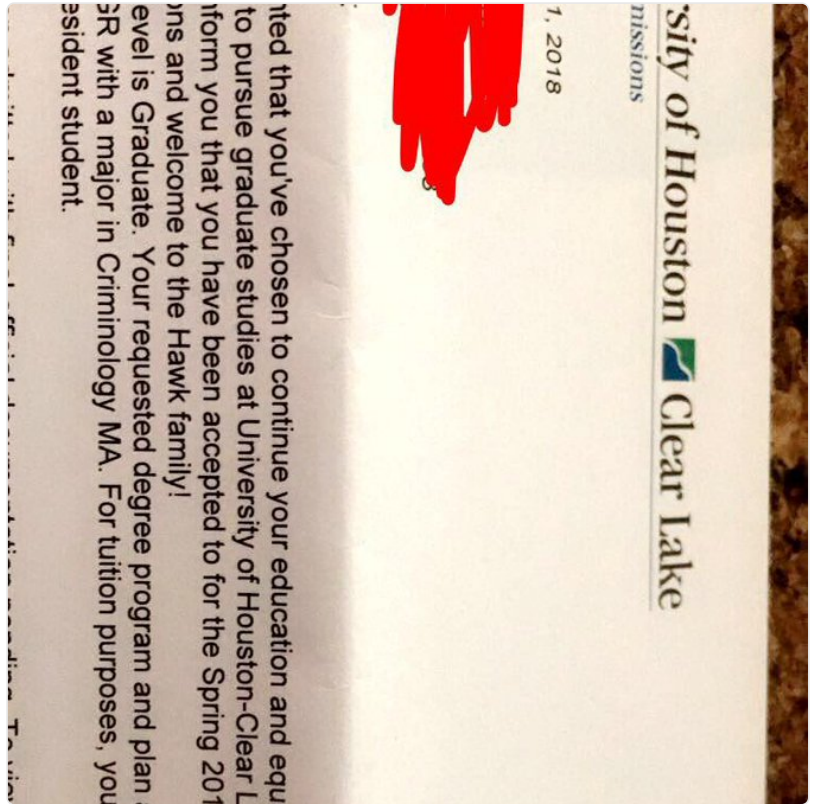 rsity of Houston Clear Lake
missions
1, 2018
nted that you've chosen to continue your education and equ
to pursue graduate studies at University of Houston-Clear L
nform you that you have been accepted to for the Spring 201
ons and welcome to the Hawk family!
evel is Graduate. Your requested degree program and plan
GR with a major in Criminology MA. For tuition purposes, you
esident student.